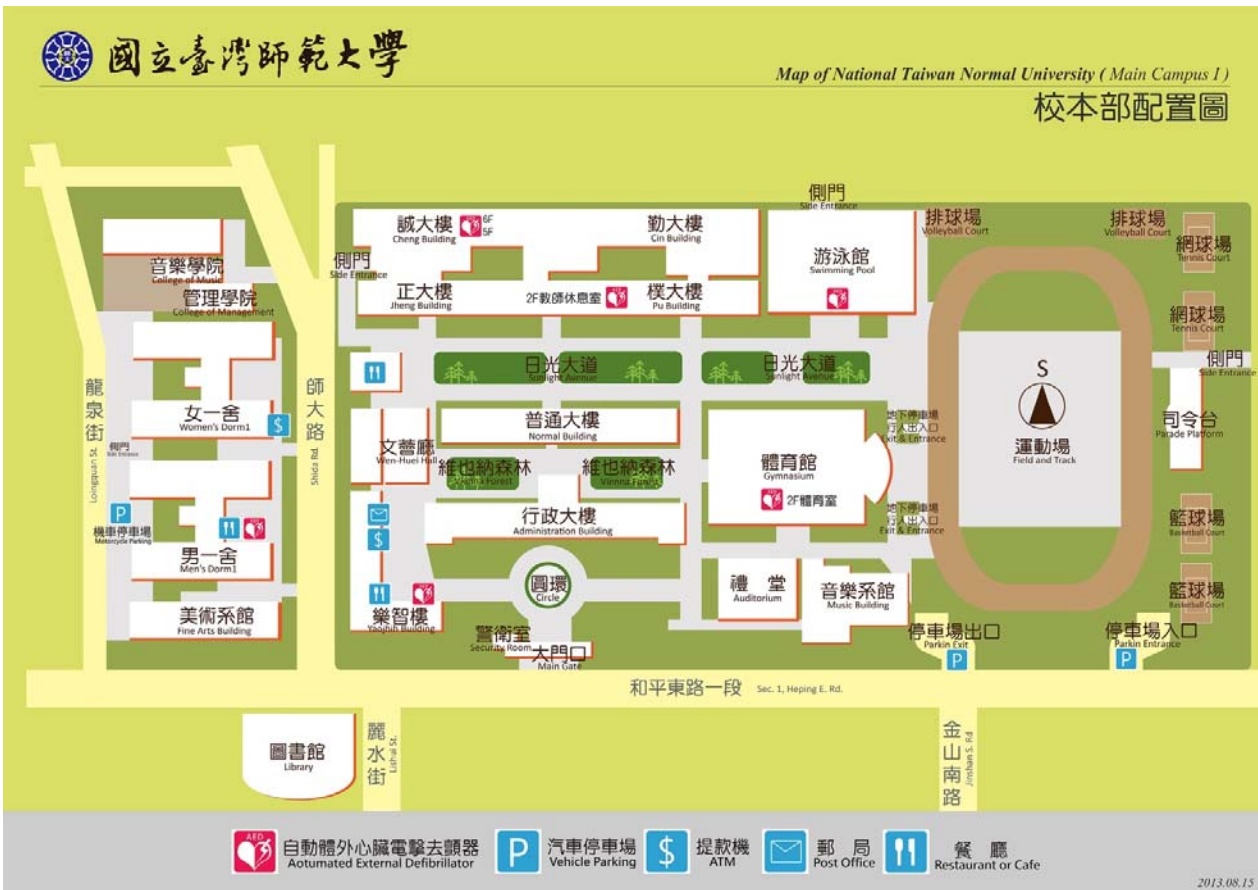 國立臺灣師範大學
Map of National Taiwan Normal University ( Main Campus I )
校本部配置圖
側門
Side Entrance
誠大樓
Cheng Building
6F
5F
勤大樓
Cin Building
游泳館
Swimming Pool
排球場
Volleyball Court
排球場
Volleyball Court
網球場
Tennis Court
音樂學院
College of Music
管理學院
College of Management
側門
Side Entrance
正大樓
Jheng Building
2F教師休息室
樸大樓
Pu Building
網球場
Tennis Court
日光大道
Sunlight Avenue
日光大道
Sunlight Avenue
側門
Side Entrance
S
運動場
Field and Track
司令台
Parade Platform
龍泉街
Loingquan St.
師大路
Shida Rd.
女一舍
Women's Dorm1
$
側門
Side Entrance
文薈廳
Wen-Huei Hall
普通大樓
Normal Building
維也納森林
Vienna Forest
維也納森林
Vienna Forest
體育館
Gymnasium
2F體育室
地下停車場
行人出入口
Exit & Entrance
地下停車場
行人出入口
Exit & Entrance
P
機車停車場
Motorcycle Parking
男一舍
Men's Dorm1
美術系館
Fine Arts Building
$
行政大樓
Administration Building
圓環
Circle
樂智樓
Yaojhih Building
警衛室
Security Room
大門口
Main Gate
禮 堂
Auditorium
音樂系館
Music Building
籃球場
Basketball Court
籃球場
Basketball Court
停車場出口
Parkin Exit
P
停車場入口
Parkin Entrance
P
和平東路一段 Sec. 1, Heping E. Rd.
圖書館
Library
麗水街
Lishui St.
金山南路
Jinshan S. Rd
AED
自動體外心臟電擊去顫器
Aotumated External Defibrillator
P
汽車停車場
Vehicle Parking
$
提款機
ATM
郵 局
Post Office
餐 廳
Restaurant or Cafe
2013.08.15